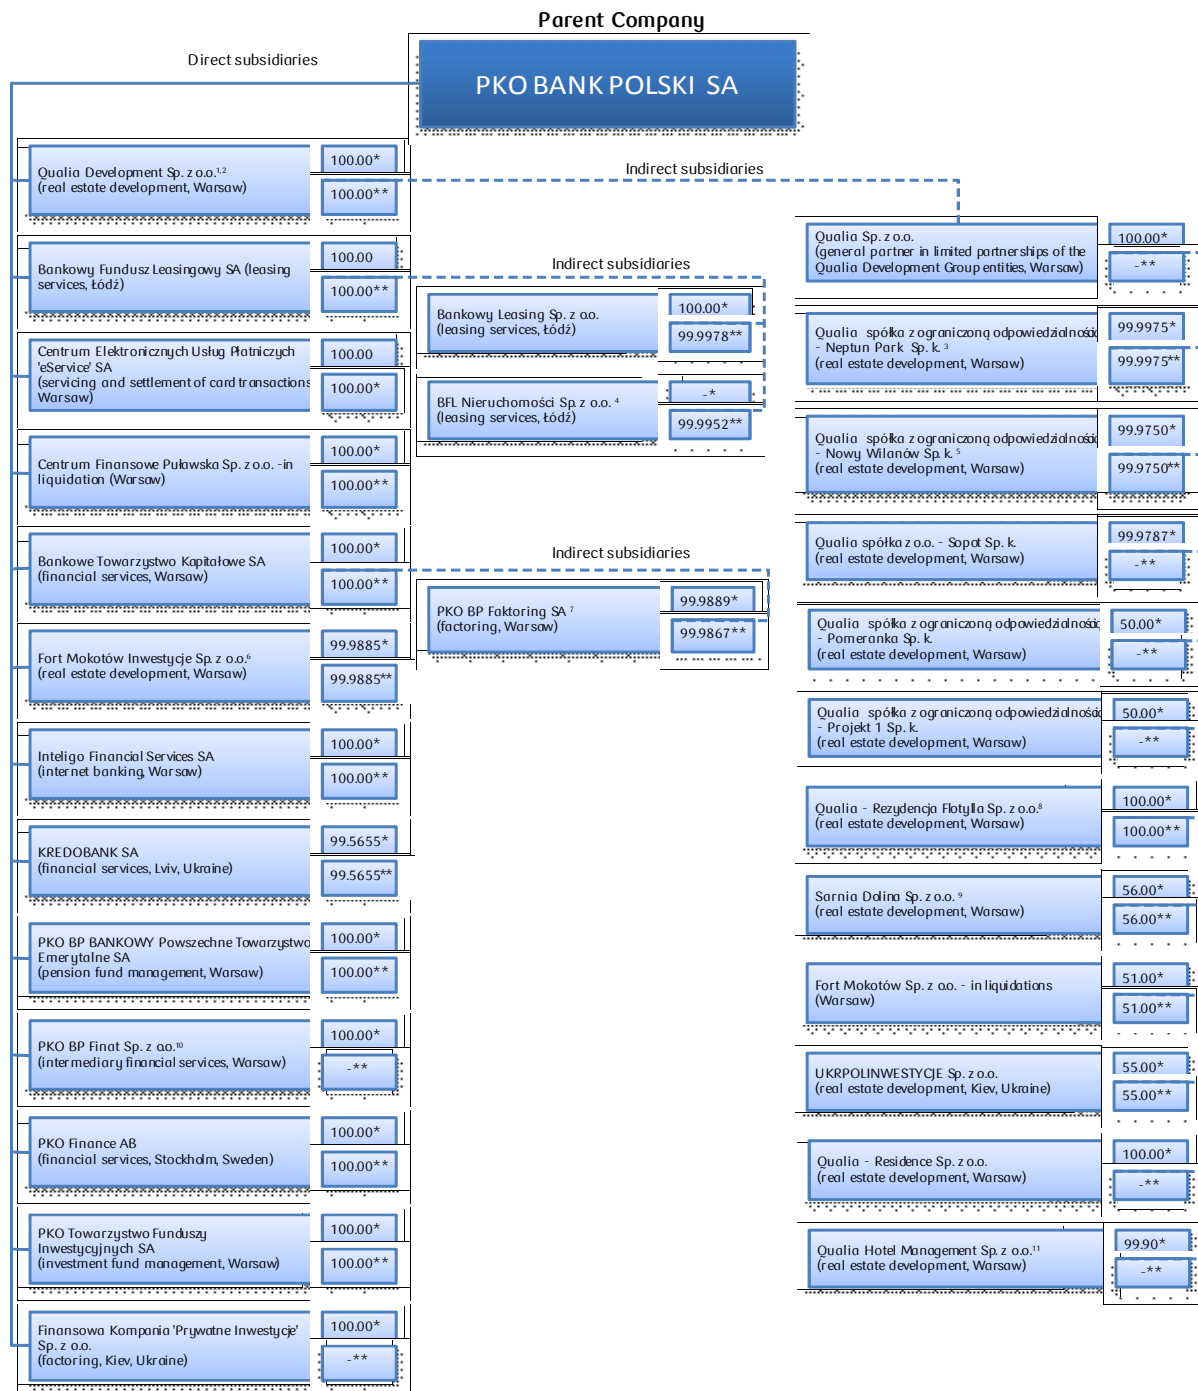 Parent Company
Direct subsidiaries
PKO BANK POLSKI SA
Qualia Development Sp. z o.o.¹,²
(real estate development, Warsaw)
100.00*
100.00**
Bankowy Fundusz Leasingowy SA (leasing
services, Łódź)
100.00
100.00**
Centrum Elektronicznych Usług Płatniczych
'eService' SA
(servicing and settlement of card transactions
Warsaw)
100.00
100.00*
Centrum Finansowe Puławska Sp. z o.o. -in
liquidation (Warsaw)
100.00*
100.00**
Bankowe Towarzystwo Kapitałowe SA
(financial services, Warsaw)
100.00*
100.00**
Fort Mokotów Inwestycje Sp. z o.o.⁶
(real estate development, Warsaw)
99.9885*
99.9885**
Inteligo Financial Services SA
(internet banking, Warsaw)
100.00*
100.00**
KREDOBANK SA
(financial services, Lviv, Ukraine)
99.5655*
99.5655**
PKO BP BANKOWY Powszechne Towarzystwo
Emerytalne SA
(pension fund management, Warsaw)
100.00*
100.00**
PKO BP Finat Sp. z o.o.¹⁰
(intermediary financial services, Warsaw)
100.00*
-**
PKO Finance AB
(financial services, Stockholm, Sweden)
100.00*
100.00**
PKO Towarzystwo Funduszy
Inwestycyjnych SA
(investment fund management, Warsaw)
100.00*
100.00**
Finansowa Kompania 'Prywatne Inwestycje'
Sp. z o.o.
(factoring, Kiev, Ukraine)
100.00*
-**
Indirect subsidiaries
Bankowy Leasing Sp. z o.o.
(leasing services, Łódź)
100.00*
99.9978**
BFL Nieruchomości Sp. z o.o. ⁴
(leasing services, Łódź)
-*
99.9952**
Indirect subsidiaries
PKO BP Faktoring SA ⁷
(factoring, Warsaw)
99.9889*
99.9867**
Indirect subsidiaries
Qualia Sp. z o.o.
(general partner in limited partnerships of the
Qualia Development Group entities, Warsaw)
100.00*
-**
Qualia spółka z ograniczoną odpowiedzialnością
- Neptun Park Sp. k. ³
(real estate development, Warsaw)
99.9975*
99.9975**
Qualia spółka z ograniczoną odpowiedzialnością
- Nowy Wilanów Sp. k. ⁵
(real estate development, Warsaw)
99.9750*
99.9750**
Qualia spółka z o.o. - Sopot Sp. k.
(real estate development, Warsaw)
99.9787*
-**
Qualia spółka z ograniczoną odpowiedzialnością
- Pomeranka Sp. k.
(real estate development, Warsaw)
50.00*
-**
Qualia spółka z ograniczoną odpowiedzialnością
- Projekt 1 Sp. k.
(real estate development, Warsaw)
50.00*
-**
Qualia - Rezydencja Flotylla Sp. z o.o.⁸
(real estate development, Warsaw)
100.00*
100.00**
Sarnia Dolina Sp. z o.o. ⁹
(real estate development, Warsaw)
56.00*
56.00**
Fort Mokotów Sp. z o.o. - in liquidations
(Warsaw)
51.00*
51.00**
UKRPOLINWESTYCJE Sp. z o.o.
(real estate development, Kiev, Ukraine)
55.00*
55.00**
Qualia - Residence Sp. z o.o.
(real estate development, Warsaw)
100.00*
-**
Qualia Hotel Management Sp. z o.o.¹¹
(real estate development, Warsaw)
99.90*
-**